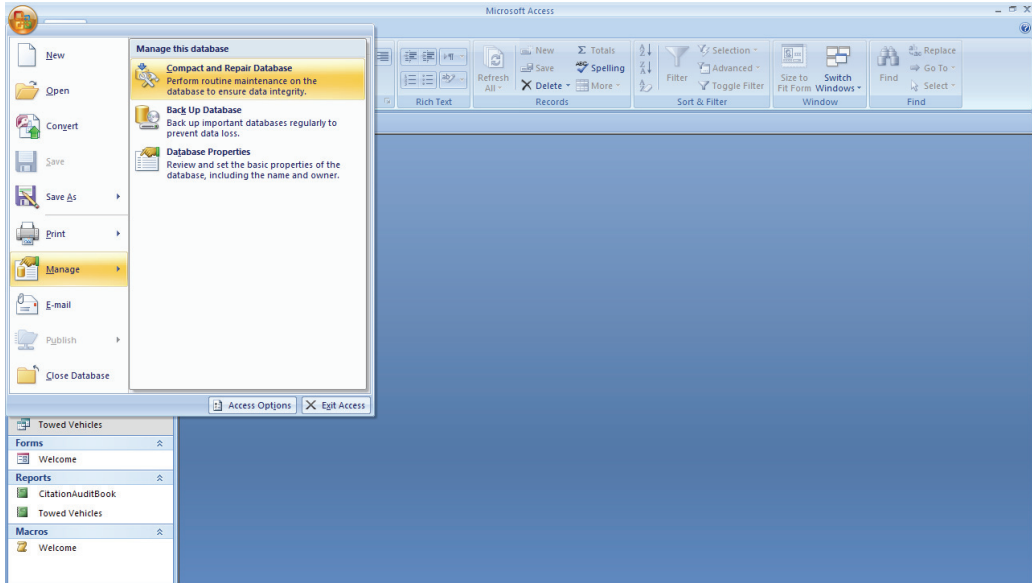 Microsoft Access
New
Open
Convert
Save
Save As
Print
Manage
E-mail
Publish
Close Database
Manage this database
Compact and Repair Database
Perform routine maintenance on the
database to ensure data integrity.
Back Up Database
Back up important databases regularly to
prevent data loss.
Database Properties
Review and set the basic properties of the
database, including the name and owner.
Access Options
Exit Access
Rich Text
Refresh
All
New
Save
Delete
Totals
Spelling
More
Records
Filter
Selection
Advanced
Toggle Filter
Sort & Filter
Size to
Fit Form
Switch
Windows
Window
Find
Replace
Go To
Select
Find
Towed Vehicles
Forms
Welcome
Reports
CitationAuditBook
Towed Vehicles
Macros
Welcome